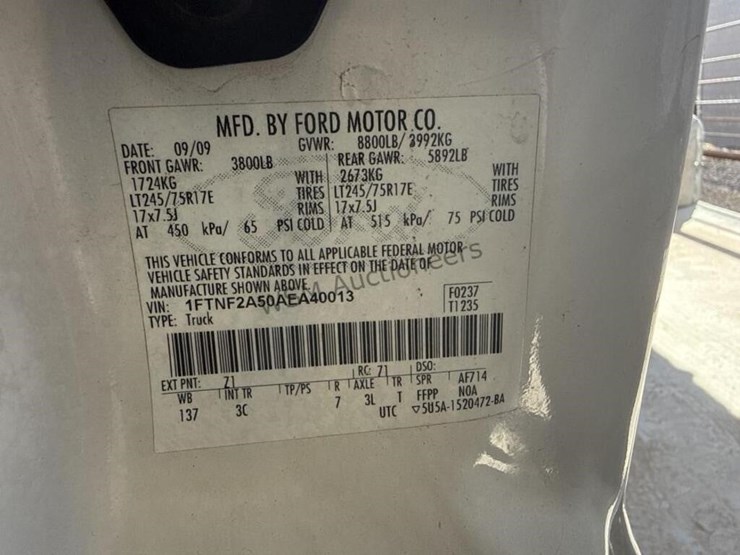 MFD. BY FORD MOTOR CO.
DATE: 09/09 GVWR: 8800LB/ 3992KG
FRONT GAWR: 3800LB REAR GAWR: 5892LB
1724KG WITH 2673KG WITH
LT245/75R17E TIRES LT245/75R17E TIRES
17x7.5J RIMS 17x7.5J RIMS
AT 450 kPa/ 65 PSI COLD AT 515 kPa/ 75 PSI COLD
THIS VEHICLE CONFORMS TO ALL APPLICABLE FEDERAL MOTOR
VEHICLE SAFETY STANDARDS IN EFFECT ON THE DATE OF
MANUFACTURE SHOWN ABOVE.
VIN: 1FTNF2A50AEA40013 F0237
TYPE: Truck T1235
EXT PNT: Z1 RC: 71 DSO:
WB INT TR TP/PS R AXLE TR SPR AF714
137 3C 7 3L T FFPP NOA
UTC ▽5U5A-1520472-BA
Auctioneers